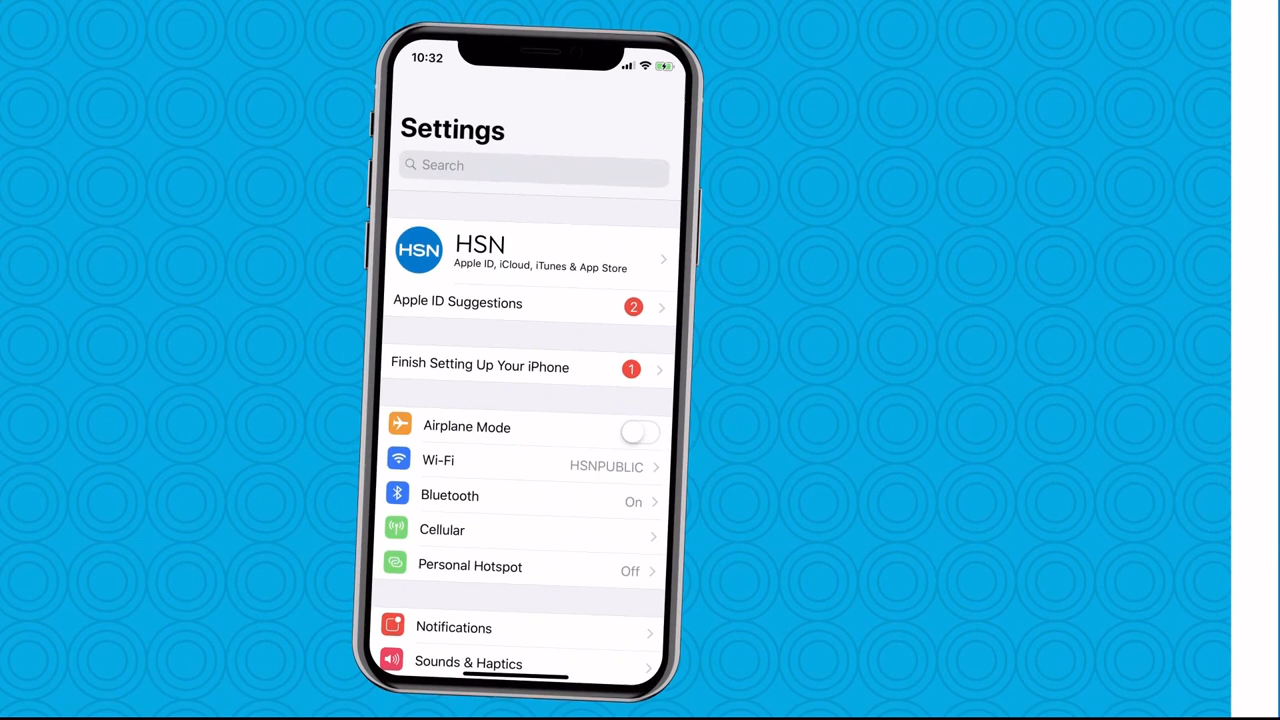 10:32
Settings
Search
HSN
HSN
Apple ID, iCloud, iTunes & App Store
Apple ID Suggestions
2
Finish Setting Up Your iPhone
1
Airplane Mode
Wi-Fi
HSNPUBLIC
Bluetooth
On
Cellular
Personal Hotspot
Off
Notifications
Sounds & Haptics